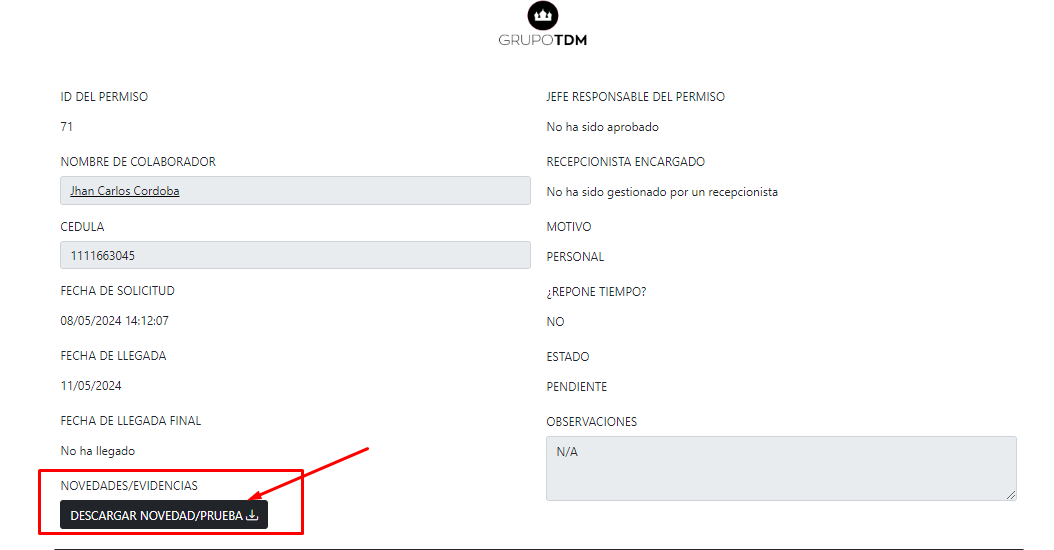 GRUPOTDM
ID DEL PERMISO
71
NOMBRE DE COLABORADOR
Jhan Carlos Cordoba
CEDULA
1111663045
FECHA DE SOLICITUD
08/05/2024 14:12:07
FECHA DE LLEGADA
11/05/2024
FECHA DE LLEGADA FINAL
No ha llegado
NOVEDADES/EVIDENCIAS
DESCARGAR NOVEDAD/PRUEBA
JEFE RESPONSABLE DEL PERMISO
No ha sido aprobado
RECEPCIONISTA ENCARGADO
No ha sido gestionado por un recepcionista
MOTIVO
PERSONAL
¿REPONE TIEMPO?
NO
ESTADO
PENDIENTE
OBSERVACIONES
N/A